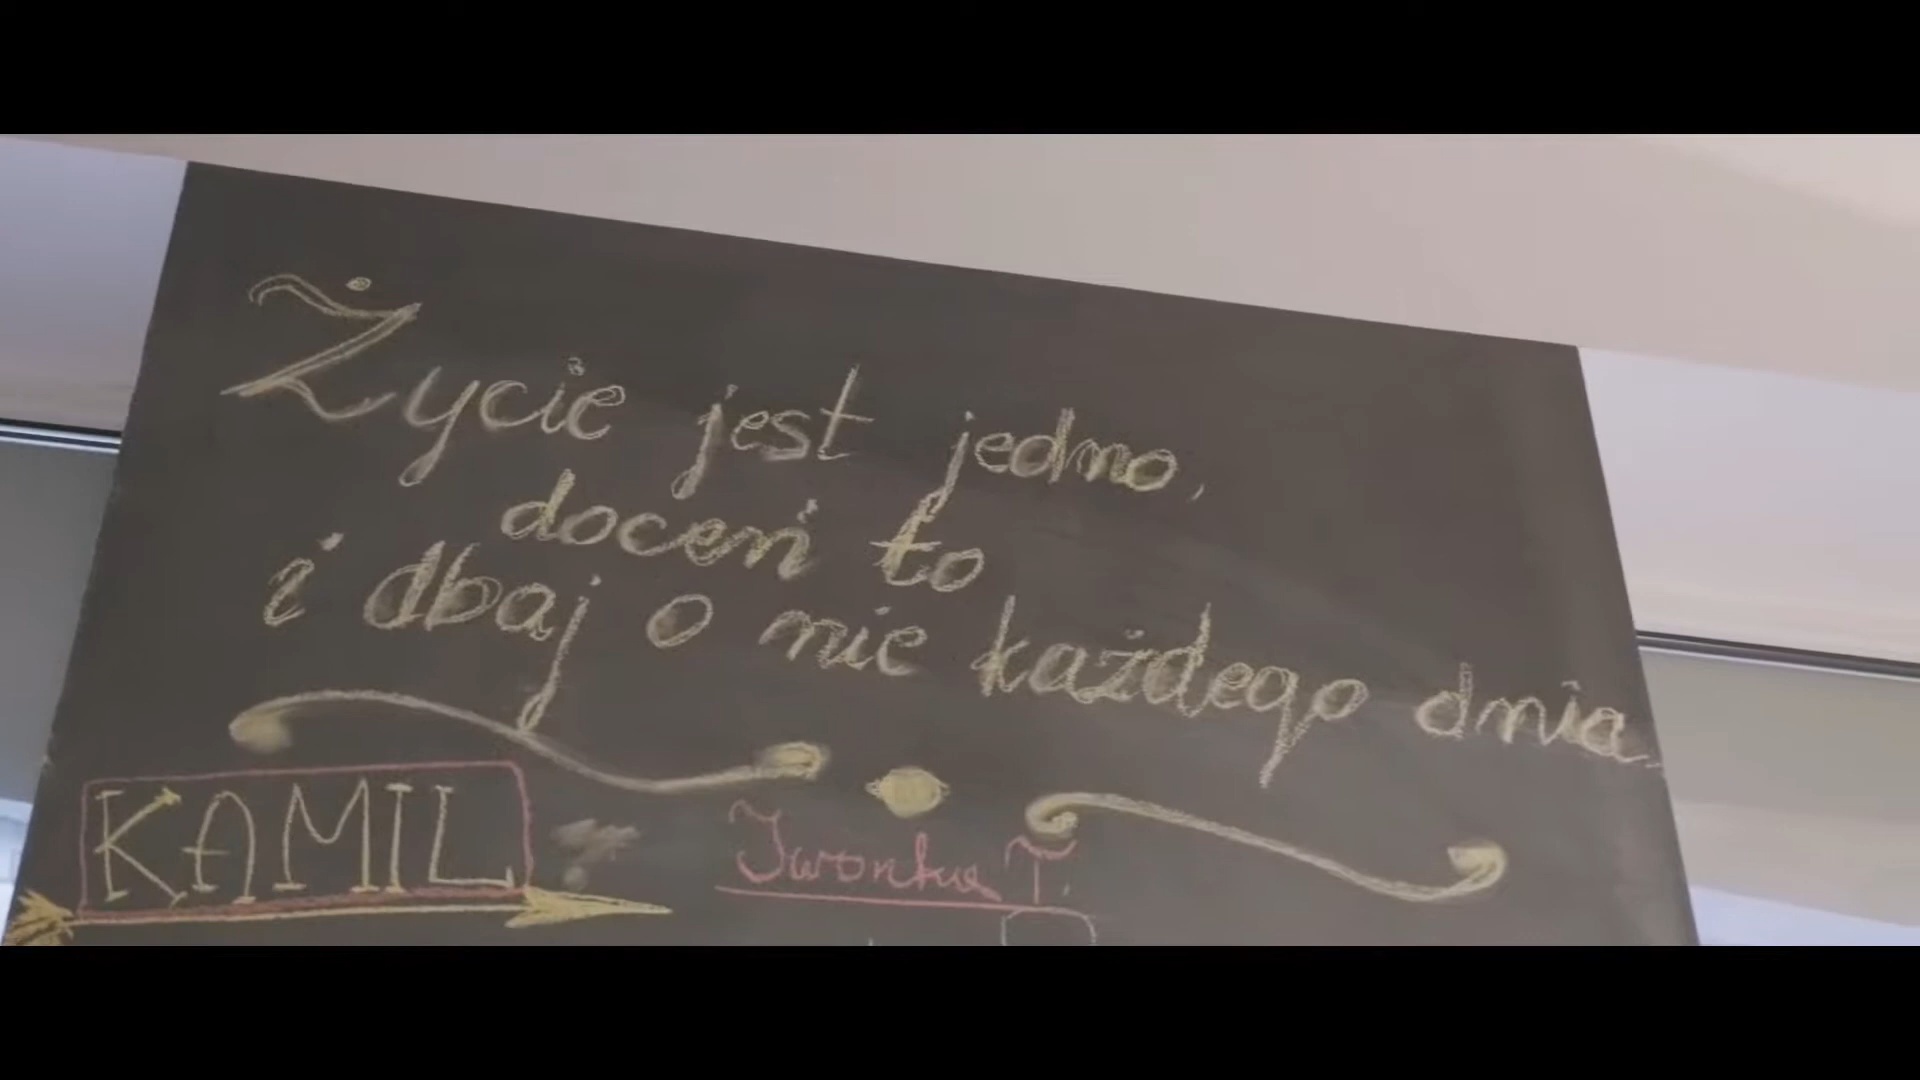 Życie jest jedno,
doceń to
i dbaj o nie każdego dnia.
KAMIL
Iwonka T.